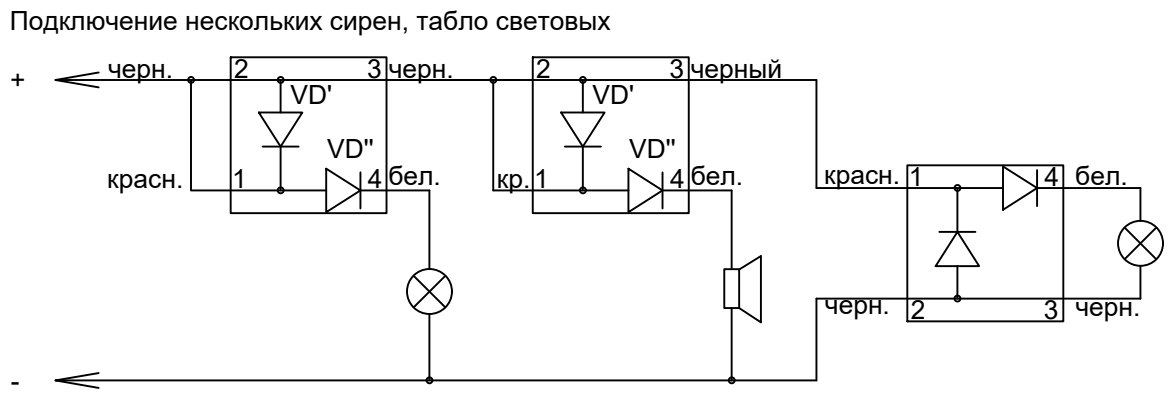 Подключение нескольких сирен, табло световых
+ черн. 2 3 черн. 2 3 черный
VD' VD'
VD" VD"
красн. 1 4 бел. кр. 1 4 бел. красн. 1 4 бел.
черн. 2 3 черн.
-